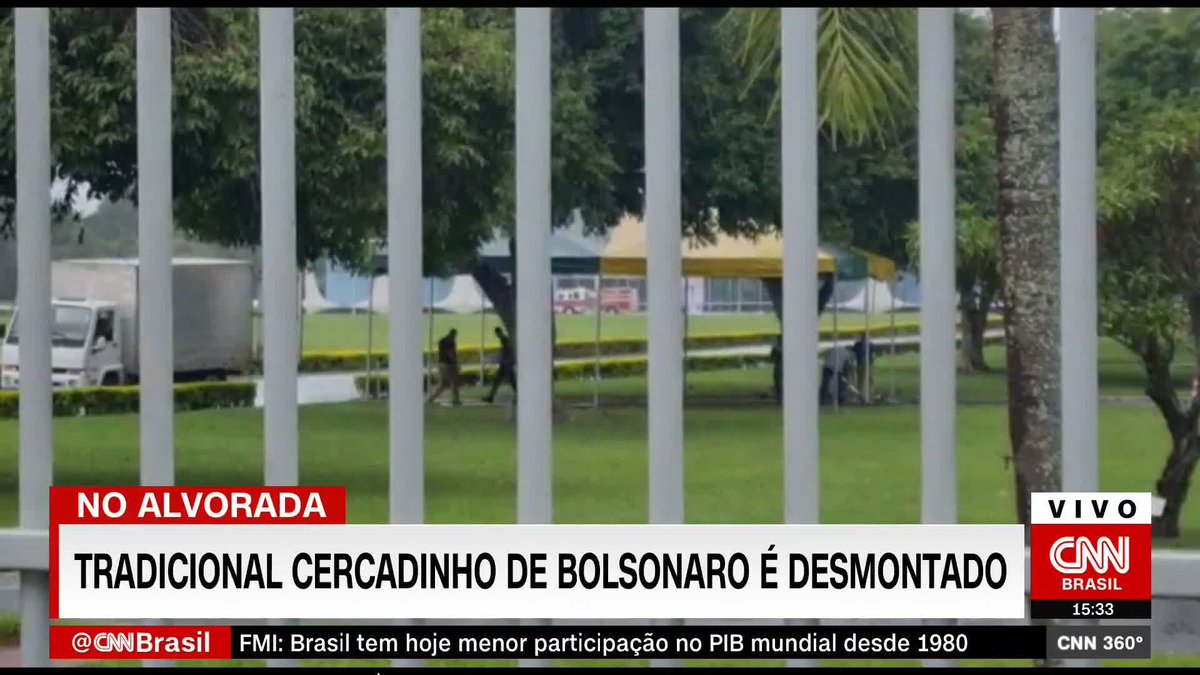 NO ALVORADA
TRADICIONAL CERCADINHO DE BOLSONARO É DESMONTADO
VIVO
CNN
BRASIL
15:33
@CNNBrasil
FMI: Brasil tem hoje menor participação no PIB mundial desde 1980
CNN 360°